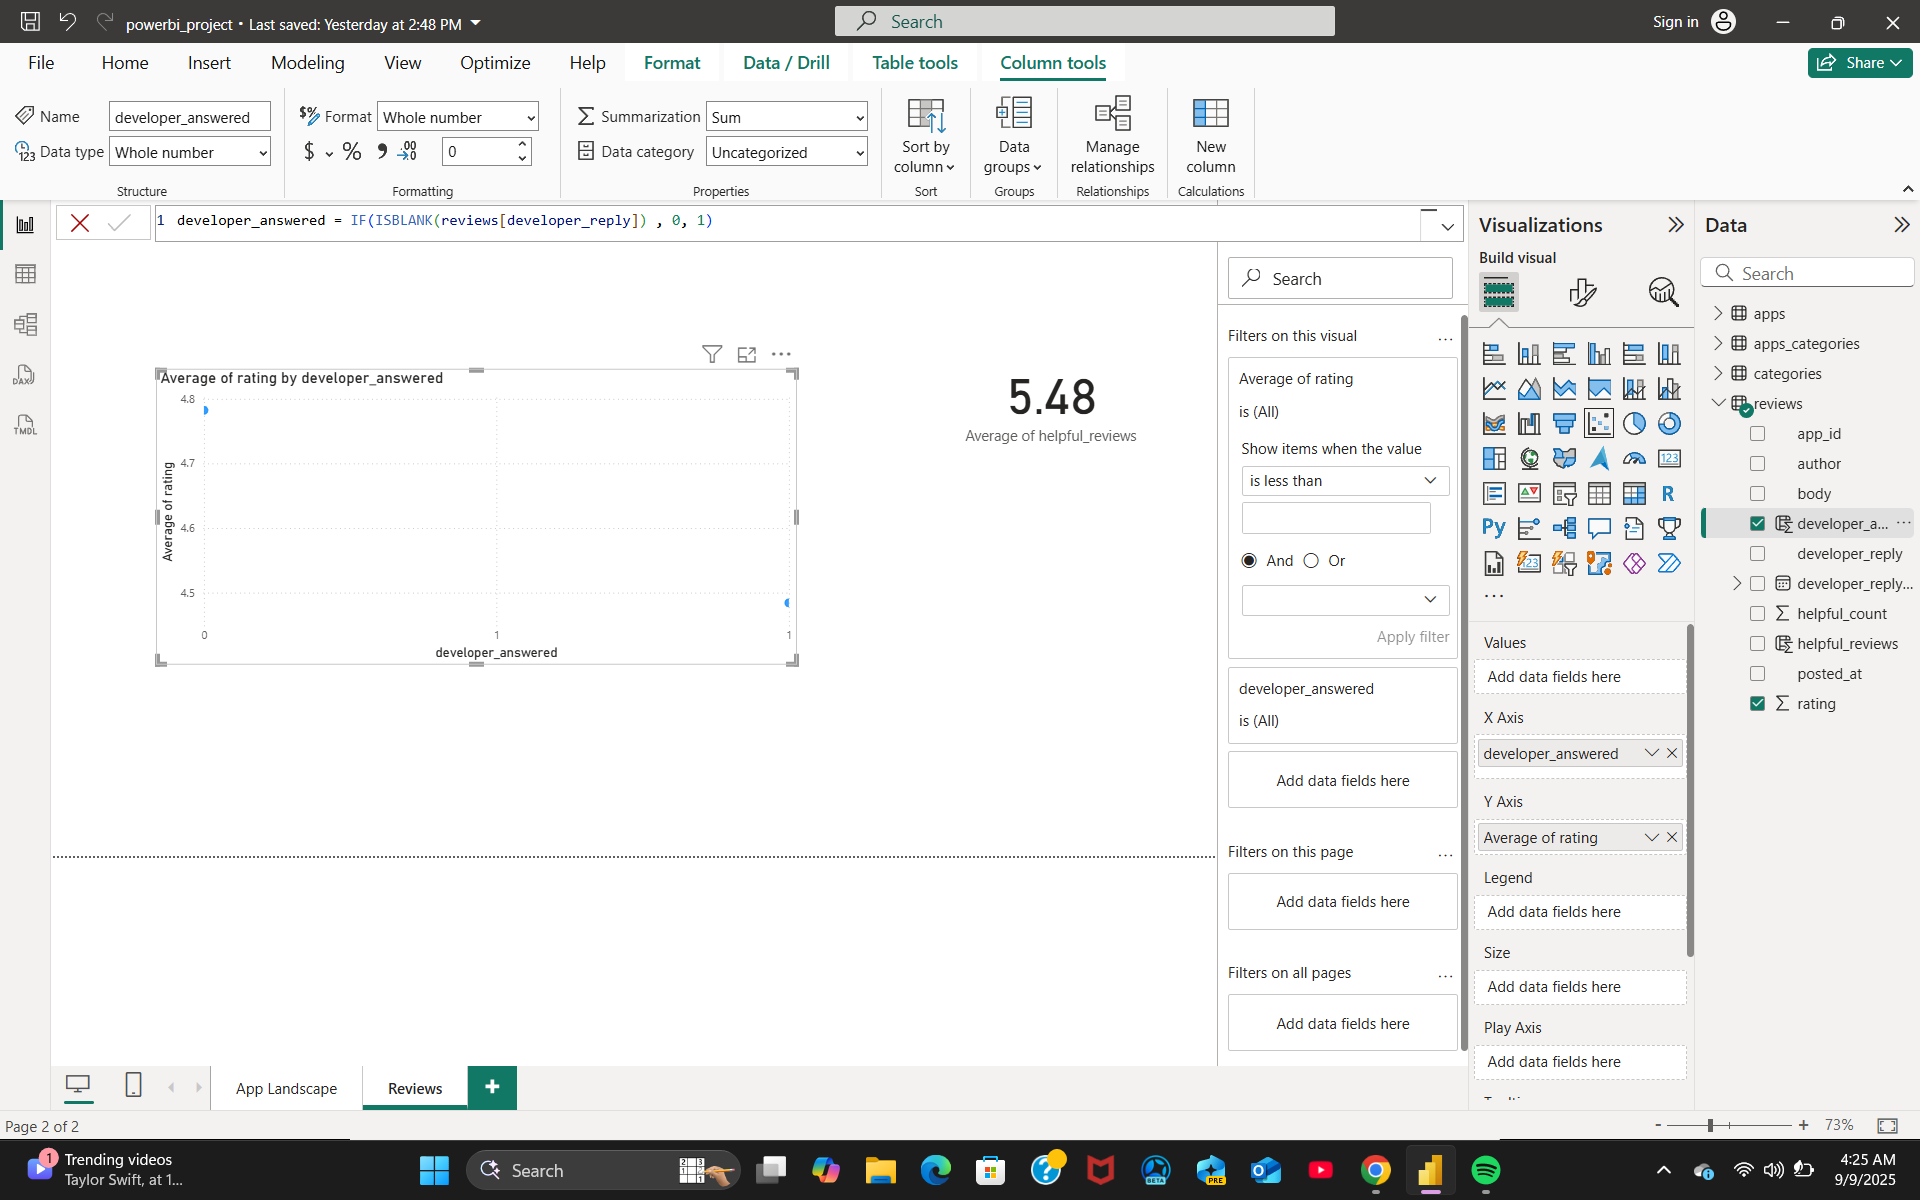 powerbi_project • Last saved: Yesterday at 2:48 PM
Search
Sign in
File
Home
Insert
Modeling
View
Optimize
Help
Format
Data / Drill
Table tools
Column tools
Share
Name
developer_answered
Data type
Whole number
Structure
Format
Whole number
$
%
0
Formatting
Summarization
Sum
Data category
Uncategorized
Properties
Sort by
column
Sort
Data
groups
Groups
Manage
relationships
Relationships
New
column
Calculations
1 developer_answered = IF(ISBLANK(reviews[developer_reply]) , 0, 1)
Average of rating by developer_answered
4.8
4.7
4.6
4.5
Average of rating
0
1
1
developer_answered
5.48
Average of helpful_reviews
Search
Filters on this visual
Average of rating
is (All)
Show items when the value
is less than
And
Or
Apply filter
developer_answered
is (All)
Add data fields here
Filters on this page
Add data fields here
Filters on all pages
Add data fields here
Visualizations
Build visual
Values
Add data fields here
X Axis
developer_answered
Y Axis
Average of rating
Legend
Add data fields here
Size
Add data fields here
Play Axis
Add data fields here
Data
Search
apps
apps_categories
categories
reviews
app_id
author
body
developer_a...
developer_reply
developer_reply...
helpful_count
helpful_reviews
posted_at
rating
DAX
TMDL
App Landscape
Reviews
Page 2 of 2
73%
1
Trending videos
Taylor Swift, at 1...
Search
BETA
PRE
4:25 AM
9/9/2025